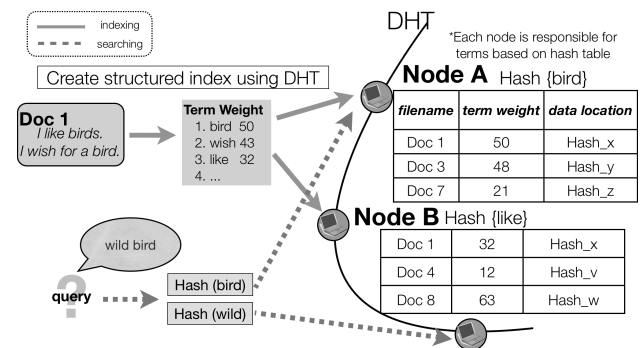 DHT
indexing
searching
*Each node is responsible for
terms based on hash table
Create structured index using DHT
Node A Hash {bird}
filename term weight data location
Doc 1 50 Hash_x
Doc 3 48 Hash_y
Doc 7 21 Hash_z
Doc 1
I like birds.
I wish for a bird.
Term Weight
1. bird 50
2. wish 43
3. like 32
4. ...
Node B Hash {like}
Doc 1 32 Hash_x
Doc 4 12 Hash_v
Doc 8 63 Hash_w
wild bird
?
query
Hash (bird)
Hash (wild)